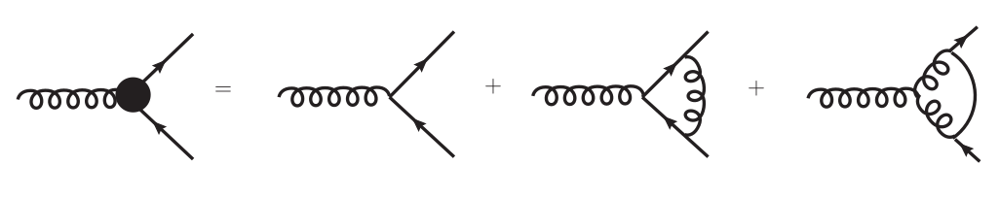 = + +